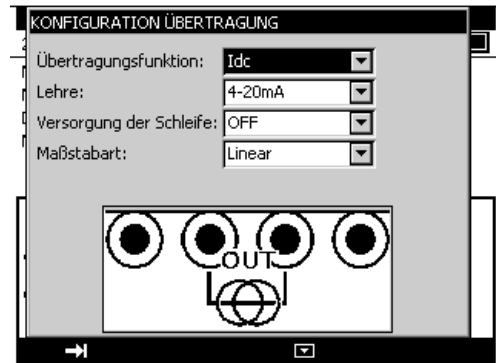 KONFIGURATION ÜBERTRAGUNG
Übertragungsfunktion: Idc
Lehre: 4-20mA
Versorgung der Schleife: OFF
Maßstabart: Linear
OUT